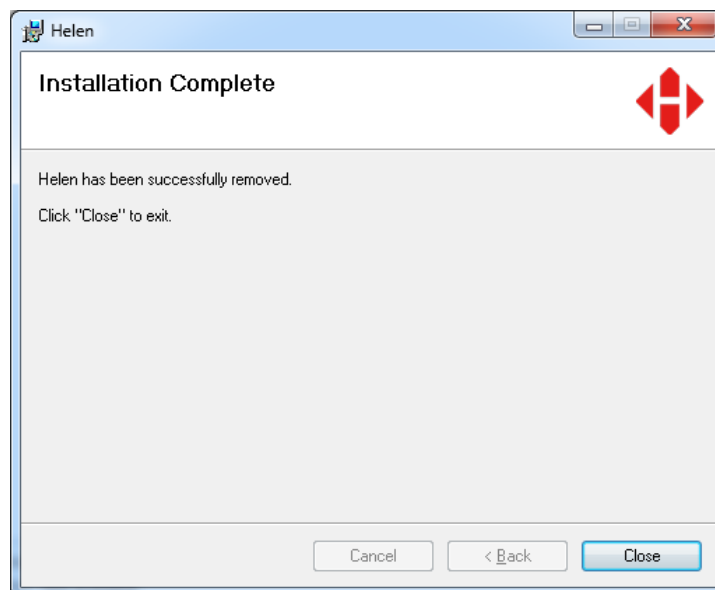 Helen
Installation Complete
Helen has been successfully removed.
Click "Close" to exit.
Cancel
< Back
Close